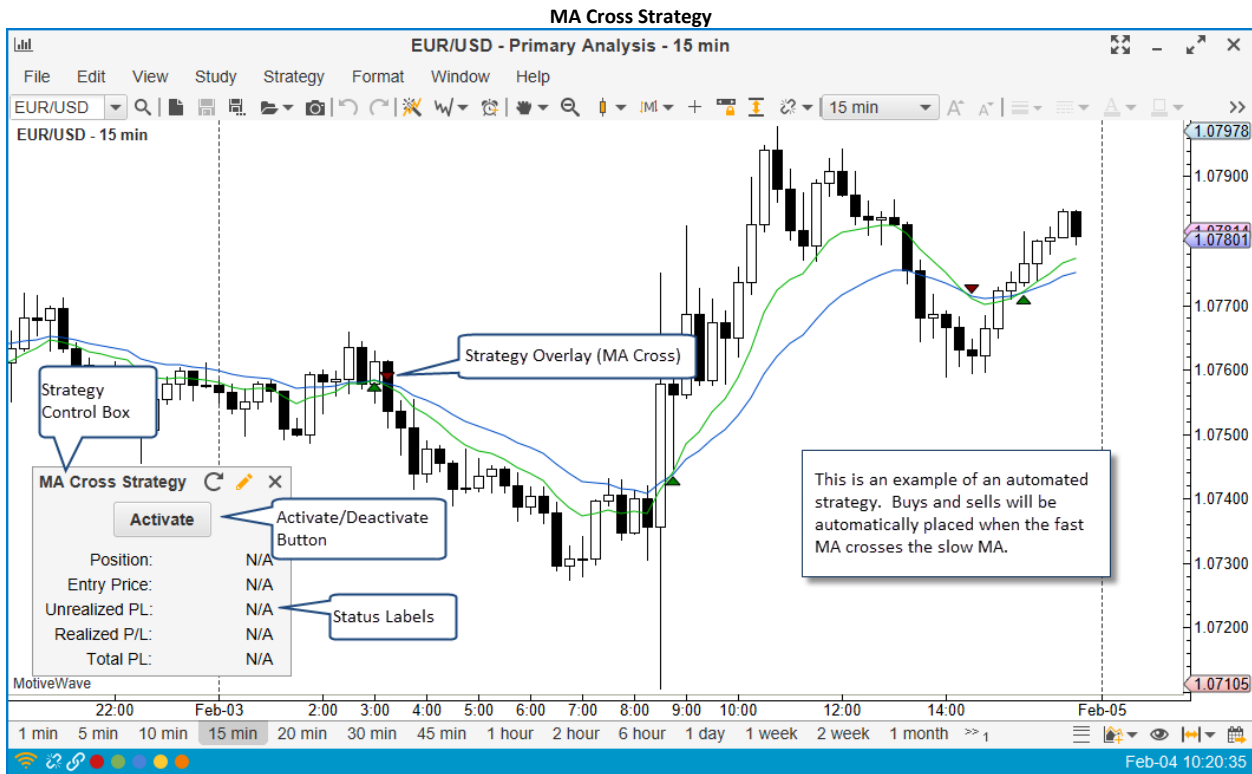 MA Cross Strategy
EUR/USD - Primary Analysis - 15 min
File Edit View Study Strategy Format Window Help
EUR/USD 15 min
EUR/USD - 15 min
1.07978
1.07900
1.07801
1.07700
1.07600
1.07500
1.07400
1.07300
1.07200
1.07105
Strategy Overlay (MA Cross)
Strategy
Control Box
MA Cross Strategy
Activate
Activate/Deactivate
Button
Position: N/A
Entry Price: N/A
Unrealized PL: N/A
Realized P/L: N/A
Total PL: N/A
Status Labels
This is an example of an automated
strategy. Buys and sells will be
automatically placed when the fast
MA crosses the slow MA.
MotiveWave
22:00 Feb-03 2:00 3:00 4:00 5:00 6:00 7:00 8:00 9:00 10:00 12:00 14:00 Feb-05
1 min 5 min 10 min 15 min 20 min 30 min 45 min 1 hour 2 hour 6 hour 1 day 1 week 2 week 1 month >> 1
Feb-04 10:20:35